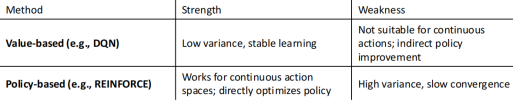 Method Strength Weakness
Value-based (e.g., DQN) Low variance, stable learning Not suitable for continuous
actions; indirect policy
improvement
Policy-based (e.g., REINFORCE) Works for continuous action
spaces; directly optimizes policy High variance, slow convergence